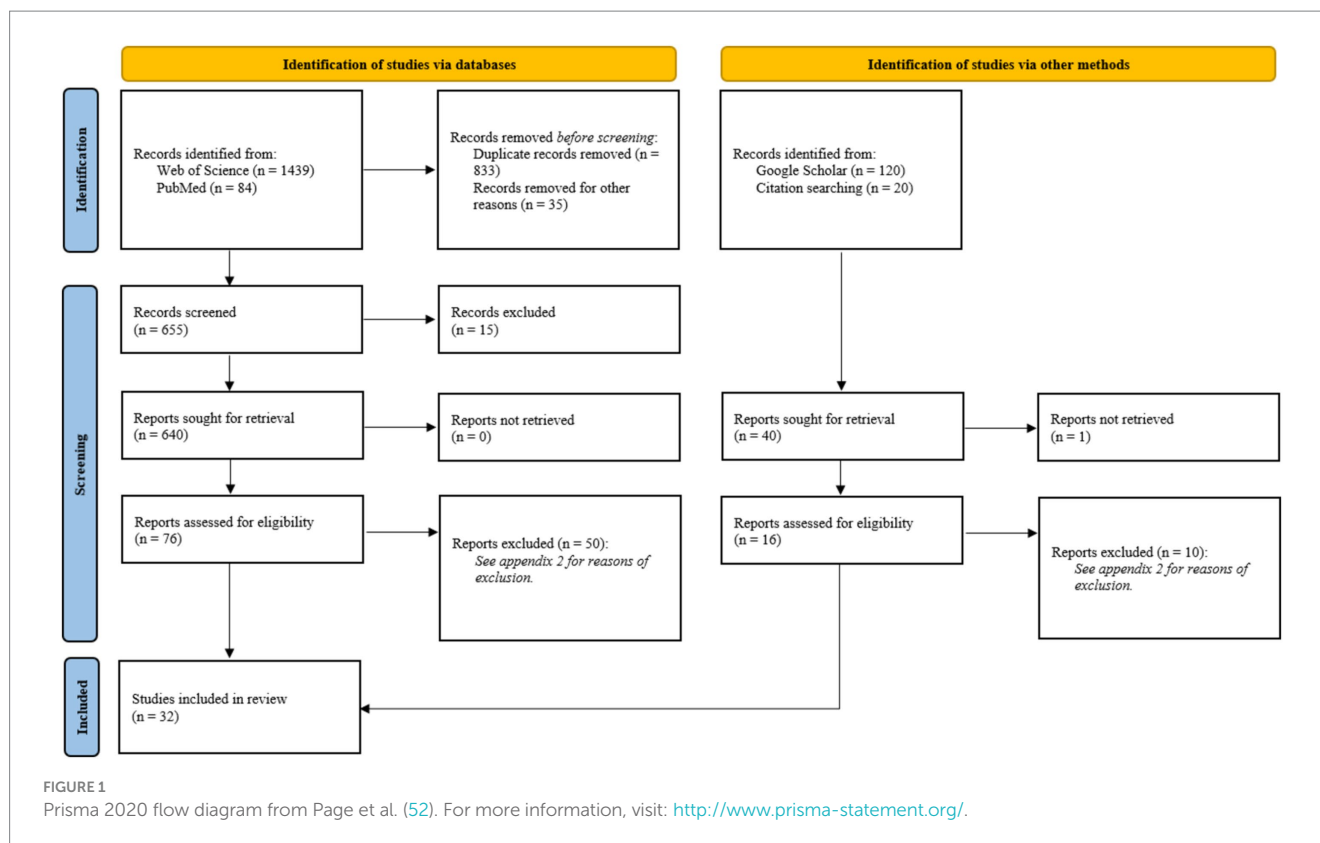 Identification of studies via databases
Identification of studies via other methods
Identification
Records identified from:
Web of Science (n = 1439)
PubMed (n = 84)
Records removed before screening:
Duplicate records removed (n =
833)
Records removed for other
reasons (n = 35)
Records identified from:
Google Scholar (n = 120)
Citation searching (n = 20)
Screening
Records screened
(n = 655)
Records excluded
(n = 15)
Reports sought for retrieval
(n = 640)
Reports not retrieved
(n = 0)
Reports sought for retrieval
(n = 40)
Reports not retrieved
(n = 1)
Reports assessed for eligibility
(n = 76)
Reports excluded (n = 50):
See appendix 2 for reasons of
exclusion.
Reports assessed for eligibility
(n = 16)
Reports excluded (n = 10):
See appendix 2 for reasons of
exclusion.
Included
Studies included in review
(n = 32)
FIGURE 1
Prisma 2020 flow diagram from Page et al. (52). For more information, visit: http://www.prisma-statement.org/.